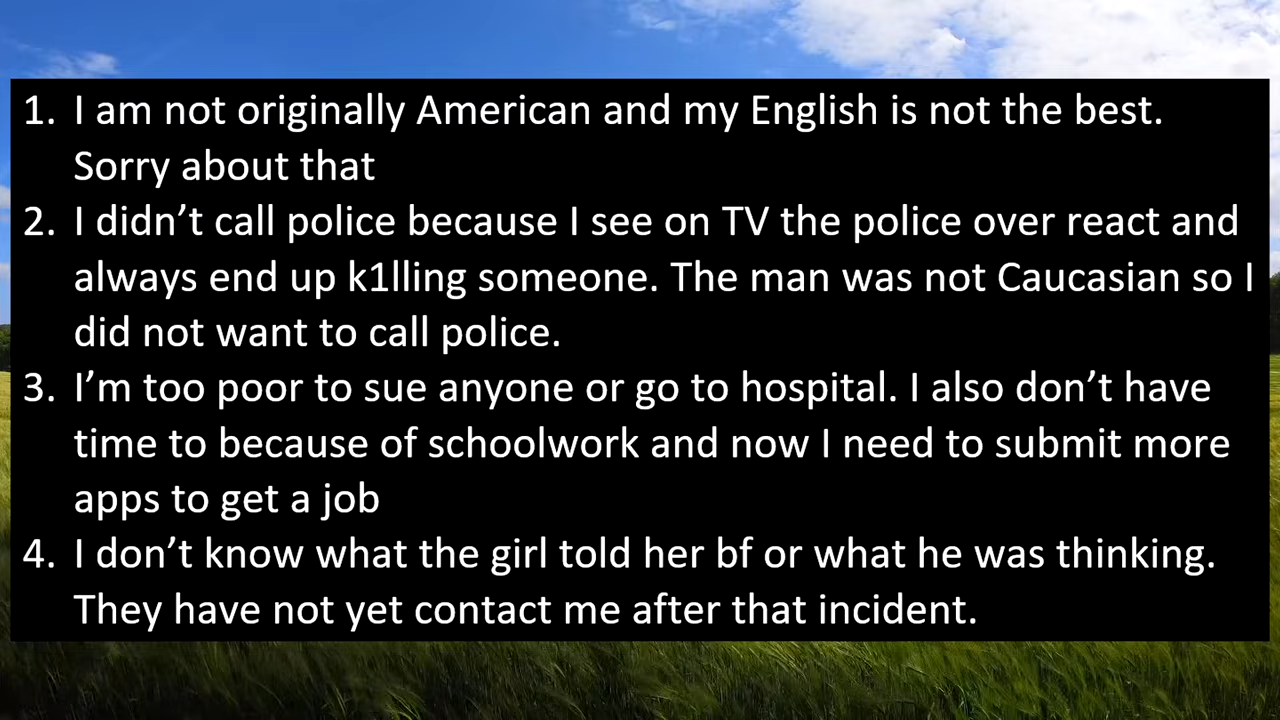 1. I am not originally American and my English is not the best.
Sorry about that
2. I didn’t call police because I see on TV the police over react and
always end up k1lling someone. The man was not Caucasian so I
did not want to call police.
3. I’m too poor to sue anyone or go to hospital. I also don’t have
time to because of schoolwork and now I need to submit more
apps to get a job
4. I don’t know what the girl told her bf or what he was thinking.
They have not yet contact me after that incident.